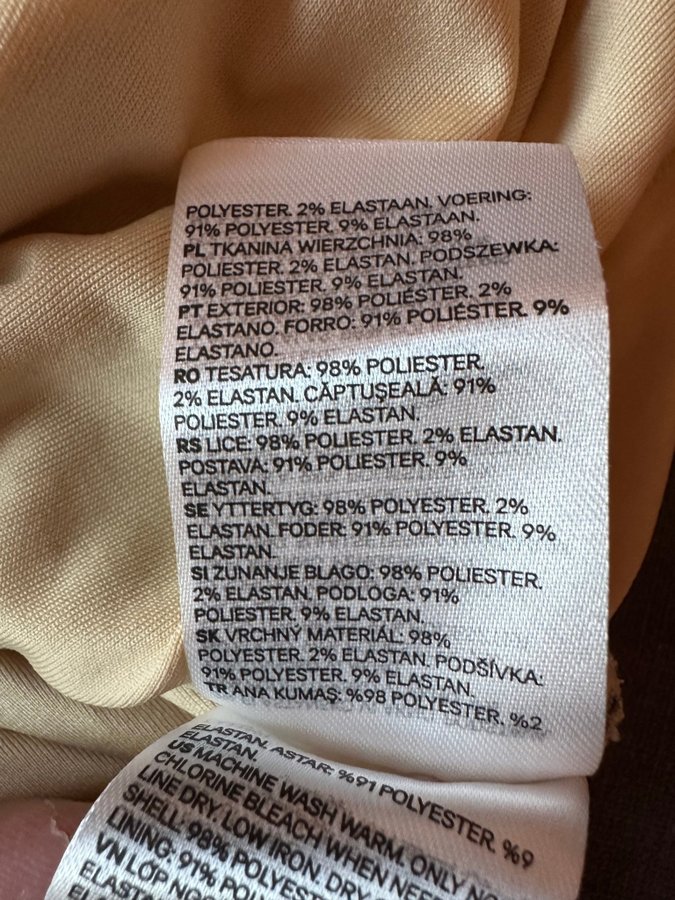 POLYESTER. 2% ELASTAAN. VOERING:
91% POLYESTER. 9% ELASTAAN.
PL TKANINA WIERZCHNIA: 98%
POLIESTER. 2% ELASTAN. PODSZEWKA:
91% POLIESTER. 9% ELASTAN.
PT EXTERIOR: 98% POLIÉSTER. 2%
ELASTANO. FORRO: 91% POLIÉSTER. 9%
ELASTANO.
RO TESATURA: 98% POLIESTER.
2% ELASTAN. CĂPTUȘEALĂ: 91%
POLIESTER. 9% ELASTAN.
RS LICE: 98% POLIESTER. 2% ELASTAN.
POSTAVA: 91% POLIESTER. 9%
ELASTAN.
SE YTTERTYG: 98% POLYESTER. 2%
ELASTAN. FODER: 91% POLYESTER. 9%
ELASTAN.
SI ZUNANJE BLAGO: 98% POLIESTER.
2% ELASTAN. PODLOGA: 91%
POLIESTER. 9% ELASTAN.
SK VRCHNÝ MATERIÁL: 98%
POLYESTER. 2% ELASTAN. PODŠÍVKA:
91% POLYESTER. 9% ELASTAN.
TR ANA KUMAŞ: %98 POLYESTER. %2
ELASTAN. ASTAR: %91 POLYESTER. %9
ELASTAN.
US MACHINE WASH WARM. ONLY
CHLORINE BLEACH WHEN
LINE DRY. LOW IRON. DRY
SHELL: 98%
LINING: 91%
VN LỚP